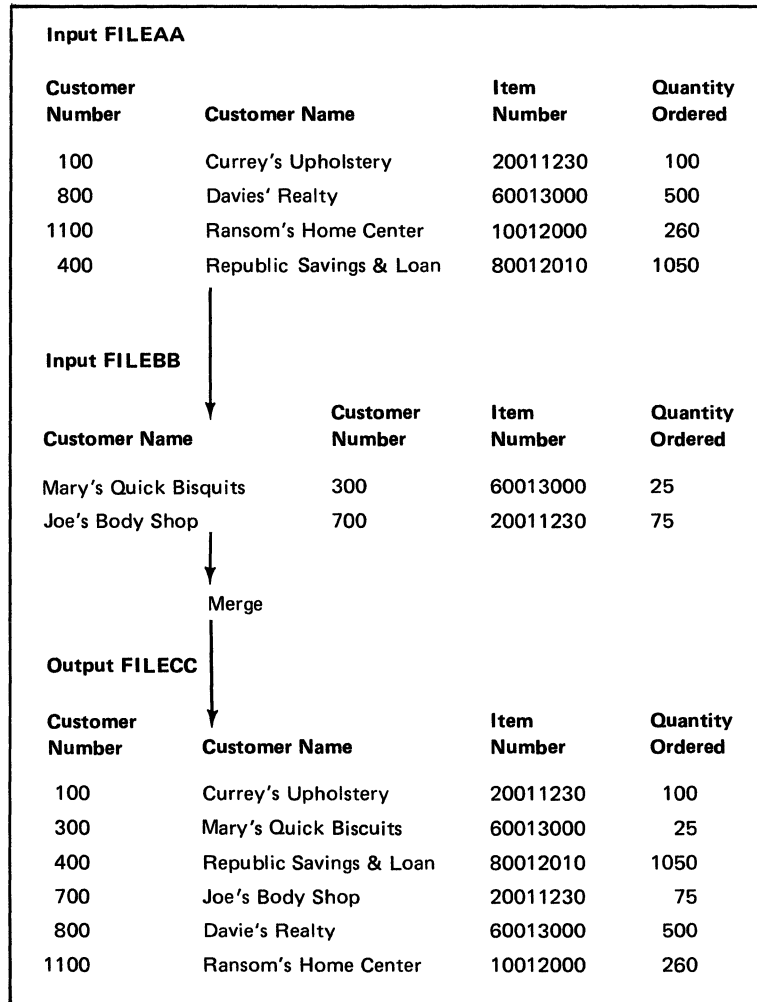 Input FILEAA
Customer Item Quantity
Number Customer Name Number Ordered
100 Currey's Upholstery 20011230 100
800 Davies' Realty 60013000 500
1100 Ransom's Home Center 10012000 260
400 Republic Savings & Loan 80012010 1050
Input FILEBB
Customer Item Quantity
Customer Name Number Number Ordered
Mary's Quick Bisquits 300 60013000 25
Joe's Body Shop 700 20011230 75
Merge
Output FILECC
Customer Item Quantity
Number Customer Name Number Ordered
100 Currey's Upholstery 20011230 100
300 Mary's Quick Biscuits 60013000 25
400 Republic Savings & Loan 80012010 1050
700 Joe's Body Shop 20011230 75
800 Davie's Realty 60013000 500
1100 Ransom's Home Center 10012000 260